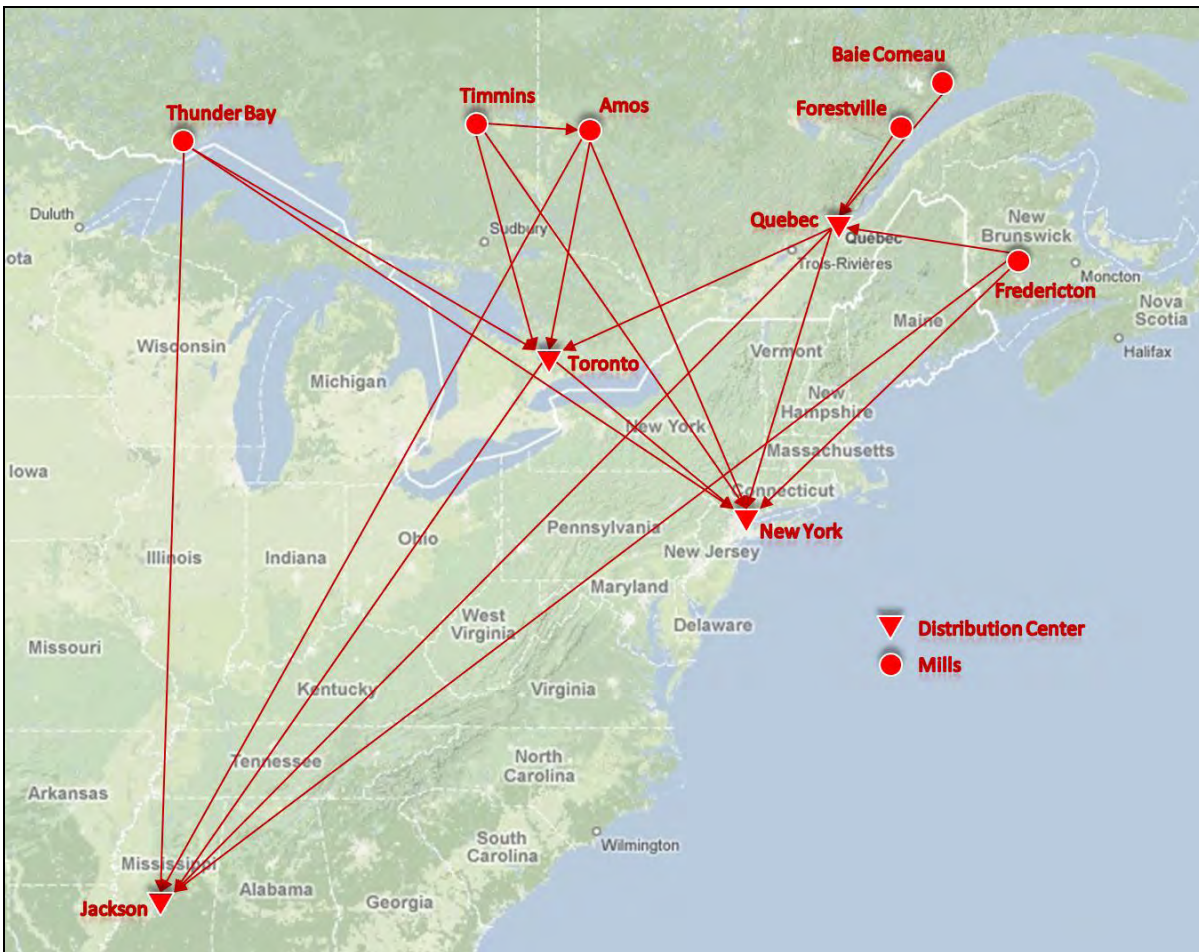 Baie Comeau
Timmins
Amos
Forestville
Thunder Bay
Duluth
Sudbury
Quebec
Québec
New
Brunswick
ota
Trois-Rivières
Moncton
Fredericton
Nova
Scotia
Maine
Wisconsin
Toronto
Vermont
Halifax
Michigan
New
Hampshire
New York
Massachusetts
Iowa
Connecticut
Ohio
Pennsylvania
New York
Illinois
Indiana
New Jersey
Maryland
West
Virginia
Delaware
Distribution Center
Missouri
Mills
Kentucky
Virginia
Tennessee
North
Carolina
Arkansas
South
Carolina
Wilmington
Mississippi
Alabama
Georgia
Jackson